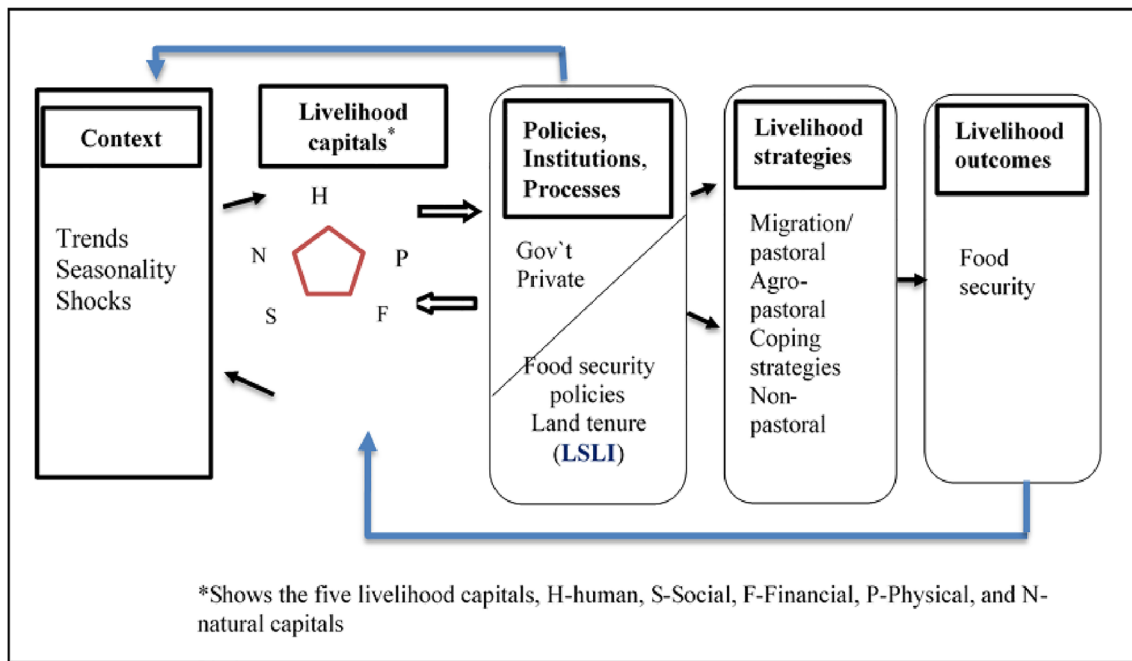 Context
Trends
Seasonality
Shocks
Livelihood
capitals*
H
N
P
S
F
Policies,
Institutions,
Processes
Gov`t
Private
Food security
policies
Land tenure
(LSLI)
Livelihood
strategies
Migration/
pastoral
Agro-
pastoral
Coping
strategies
Non-
pastoral
Livelihood
outcomes
Food
security
*Shows the five livelihood capitals, H-human, S-Social, F-Financial, P-Physical, and N-
natural capitals